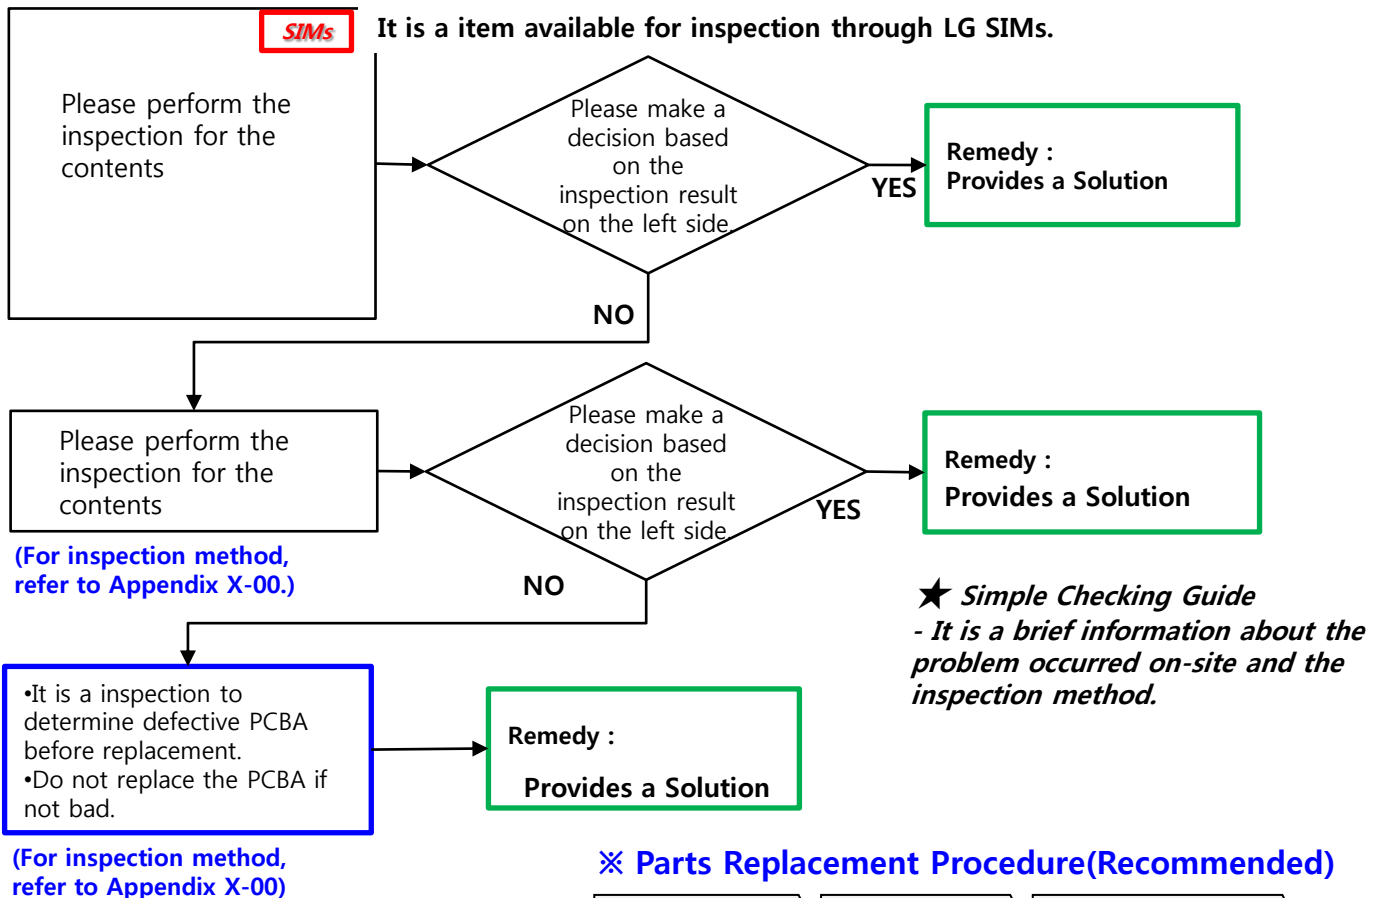 SIMs
It is a item available for inspection through LG SIMs.
Please perform the
inspection for the
contents
Please make a
decision based
on the
inspection result
on the left side.
YES
Remedy :
Provides a Solution
NO
Please perform the
inspection for the
contents
(For inspection method,
refer to Appendix X-00.)
Please make a
decision based
on the
inspection result
on the left side.
YES
Remedy :
Provides a Solution
NO
★ Simple Checking Guide
- It is a brief information about the
problem occurred on-site and the
inspection method.
•It is a inspection to
determine defective PCBA
before replacement.
•Do not replace the PCBA if
not bad.
(For inspection method,
refer to Appendix X-00)
Remedy :
Provides a Solution
※ Parts Replacement Procedure(Recommended)